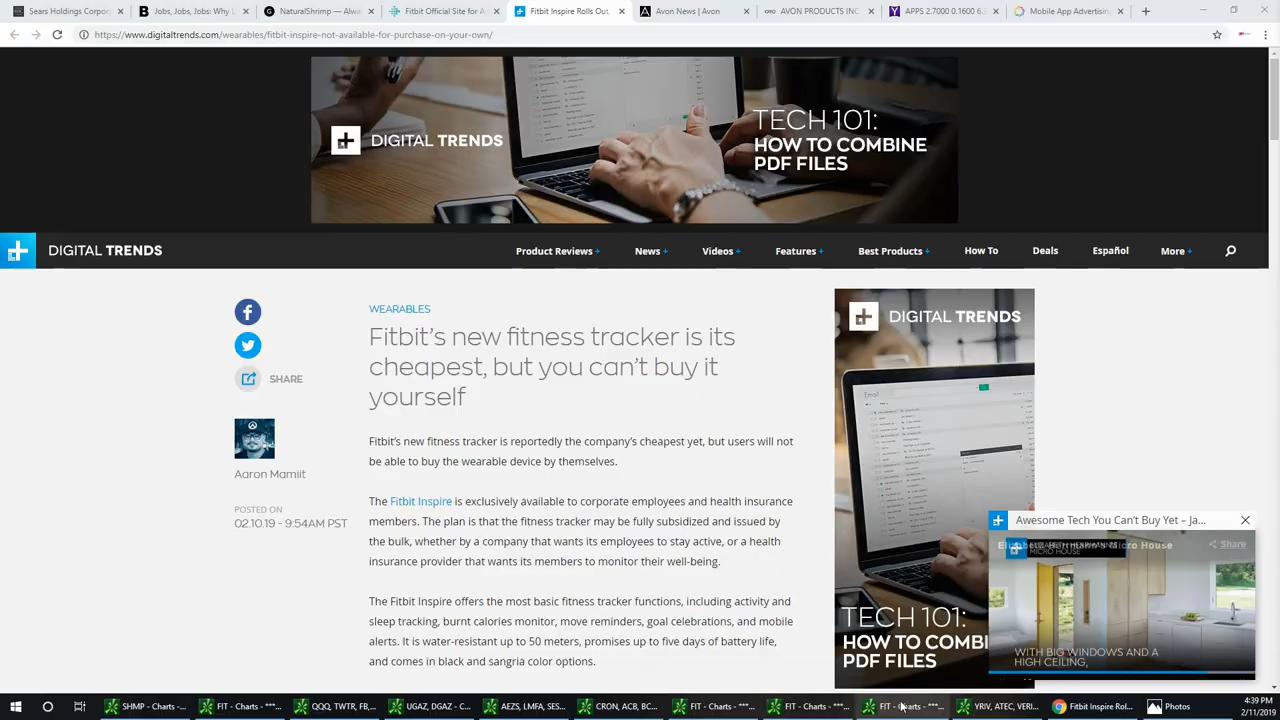 Sears Holdings Corpor
Jobs, Jobs, Jobs: Why L
NaturalShrimp — Alwa
Fitbit Official Site for A
Fitbit Inspire Rolls Out,
Avon News | Avon
AVON PRODUCTS INC
APPS 2.7000 0.1600 6.
Mobile App Advertisin
https://www.digitaltrends.com/wearables/fitbit-inspire-not-available-for-purchase-on-your-own/
DIGITAL TRENDS
TECH 101:
HOW TO COMBINE
PDF FILES
DIGITAL TRENDS
Product Reviews +
News +
Videos +
Features +
Best Products +
How To
Deals
Español
More +
SHARE
Aaron Mamiit
POSTED ON
02.10.19 - 9:54AM PST
WEARABLES
Fitbit's new fitness tracker is its
cheapest, but you can't buy it
yourself
Fitbit's new fitness tracker is reportedly the company's cheapest yet, but users will not
be able to buy the wearable device by themselves.
The Fitbit Inspire is exclusively available to corporate employees and health insurance
members. The plan is that the fitness tracker may be fully subsidized and issued by
the bulk, whether by a company that wants its employees to stay active, or a health
insurance provider that wants its members to monitor their well-being.
The Fitbit Inspire offers the most basic fitness tracker functions, including activity and
sleep tracking, burnt calories monitor, move reminders, goal celebrations, and mobile
alerts. It is water-resistant up to 50 meters, promises up to five days of battery life,
and comes in black and sangria color options.
DIGITAL TRENDS
Email
TECH 101:
HOW TO COMBI
PDF FILES
Awesome Tech You Can't Buy Yet – Ja...
MICRO HOUSE
Share
WITH BIG WINDOWS AND A
HIGH CEILING,
SHMP - Charts -...
FIT - Charts - ***...
QQQ, TWTR, FB,...
UGAZ, DGAZ - C...
AEZS, LMFA, SES...
CRON, ACB, BC...
FIT - Charts - ***...
FIT - Charts - ***...
FIT - Charts - ***...
YRIV, ATEC, VERI...
Fitbit Inspire Rol...
Photos
4:39 PM
2/11/2019